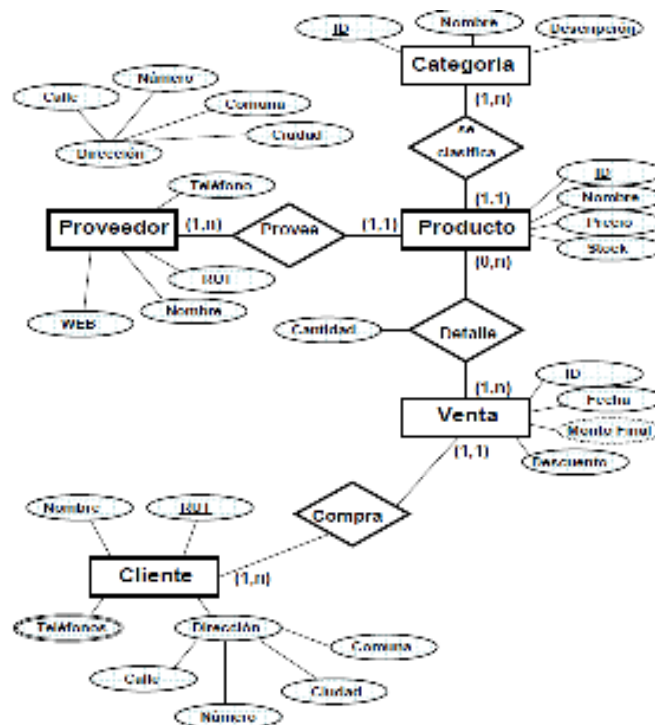 Nombre
ID
Descripción
Categoria
(1,n)
Número
Calle
Comuna
Ciudad
Dirección
se
clasifica
(1.1)
ID
Nombre
Precio
Stock
Teléfono
Proveedor
(1.n)
Provee
(1,1)
Producto
(0,n)
RUT
Nombre
WEB
Cantidad
Detalle
(1.n)
ID
Fecha
Monto Final
Descuento
Venta
(1,1)
Nombre
RUT
Compra
Cliente
(1,n)
Teléfonos
Dirección
Comuna
Calle
Ciudad
Número